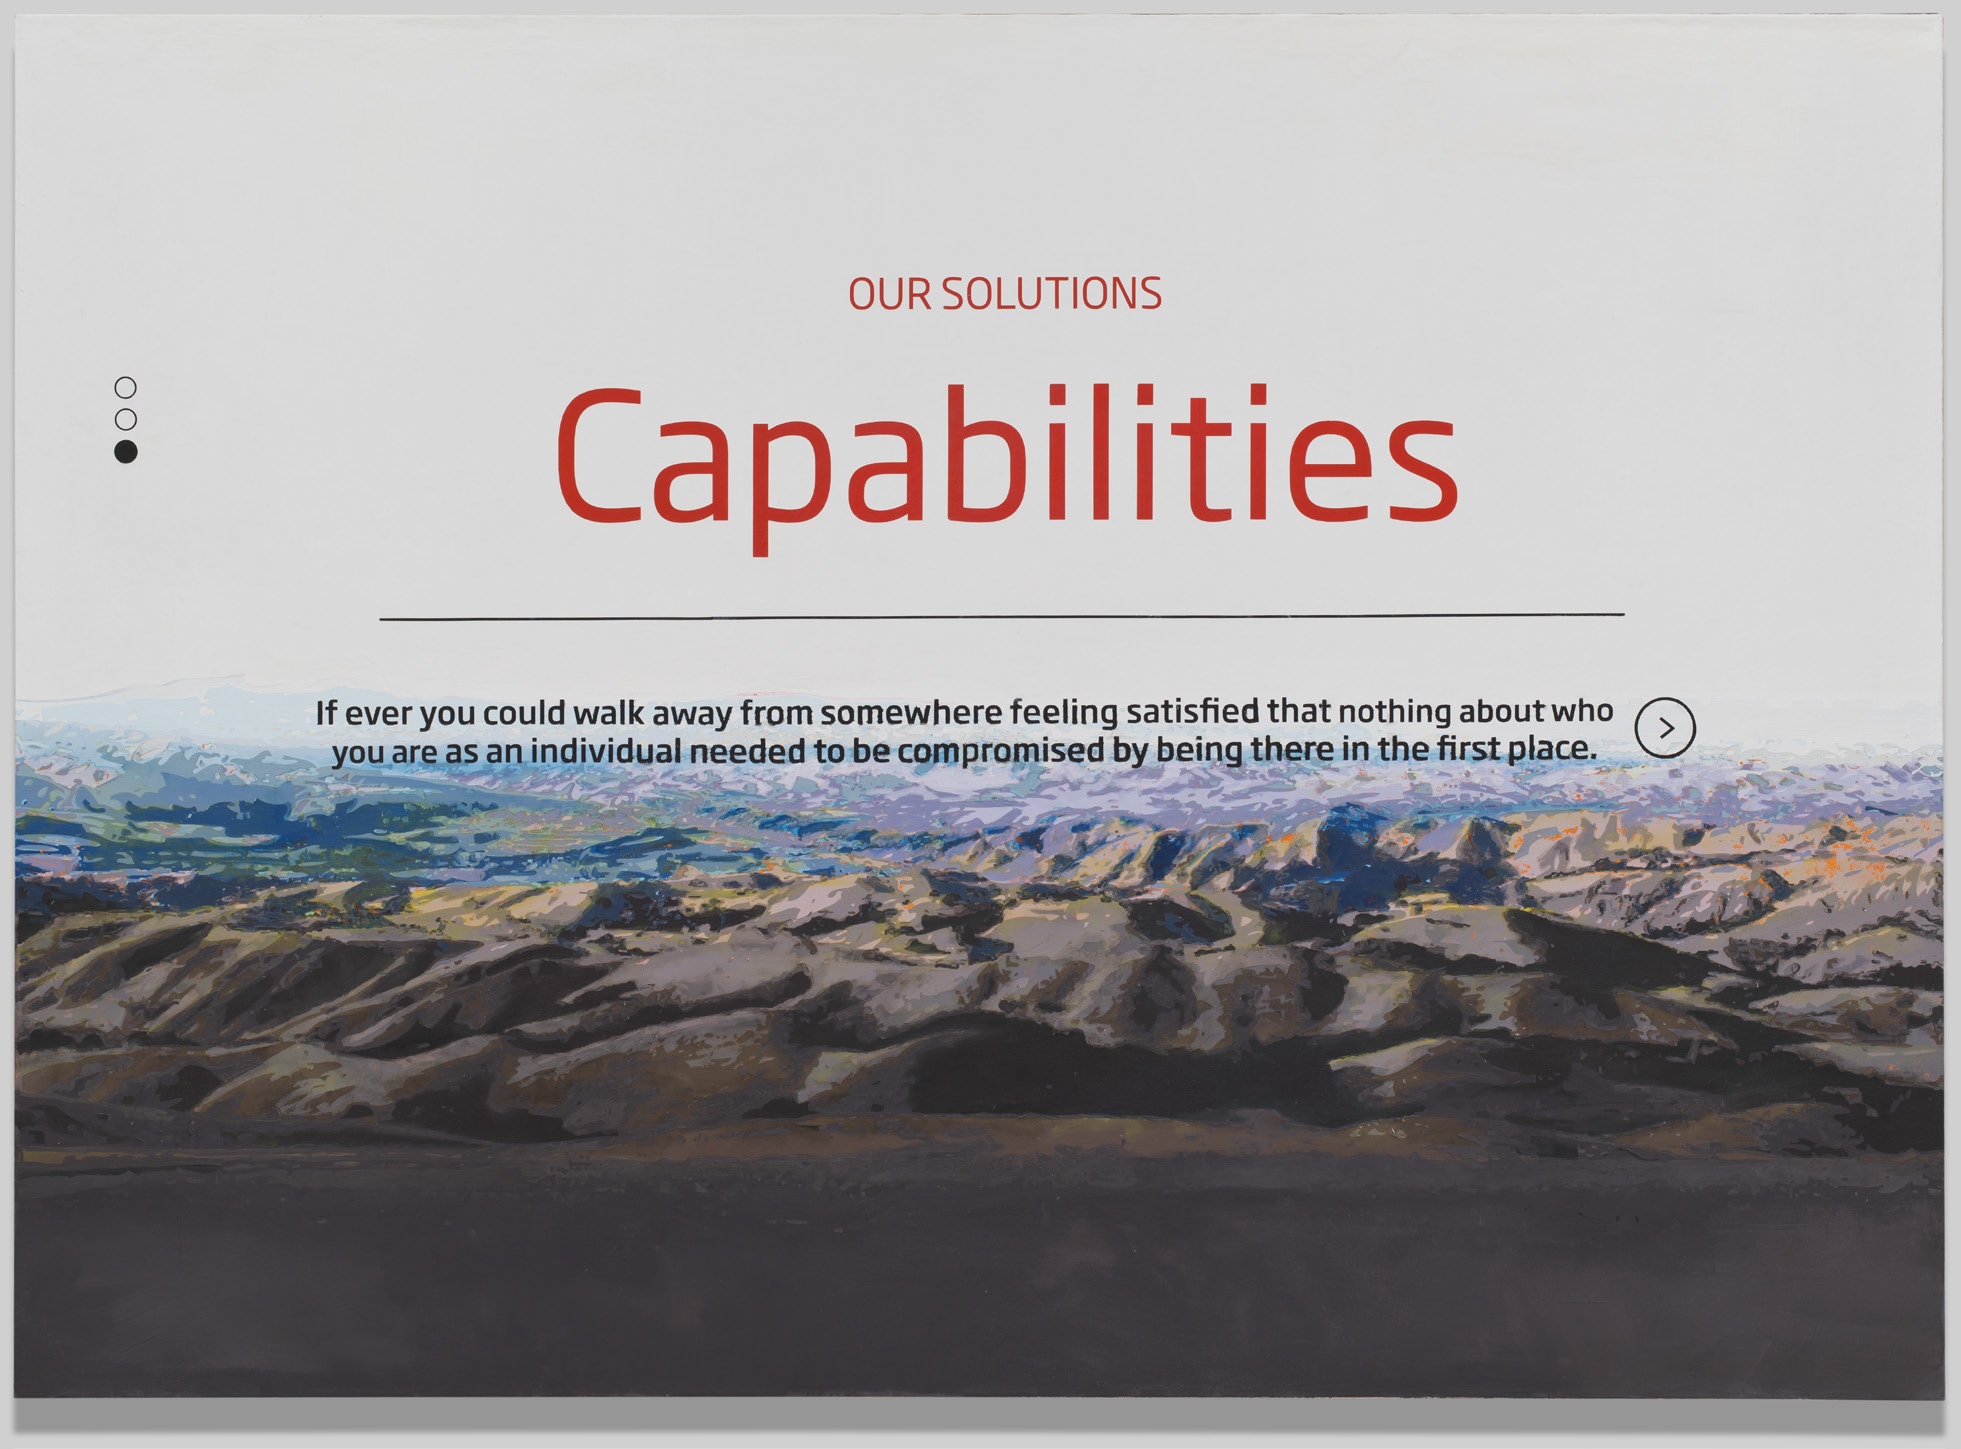 OUR SOLUTIONS
Capabilities
If ever you could walk away from somewhere feeling satisfied that nothing about who
you are as an individual needed to be compromised by being there in the first place.